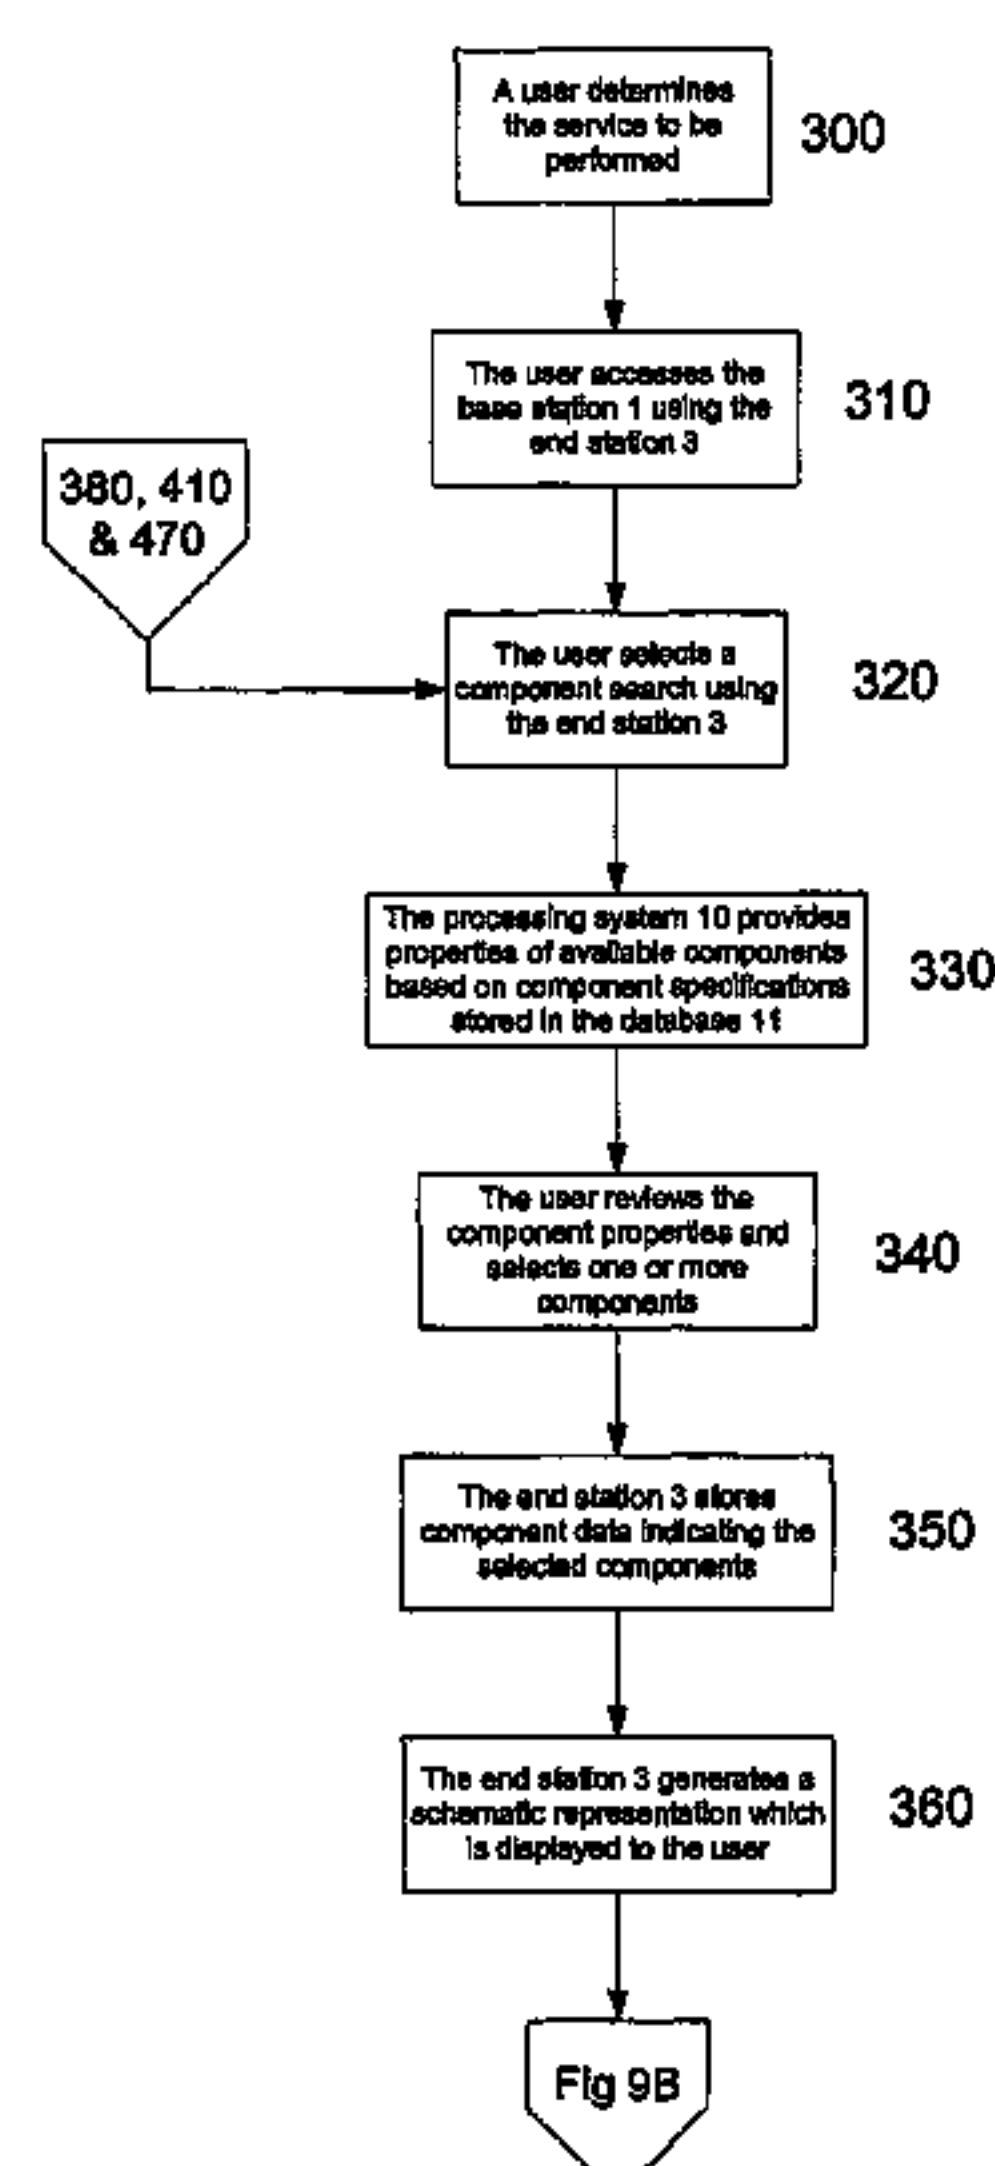 A user determines
the service to be
performed
300
The user accesses the
base station 1 using the
end station 3
310
380, 410
& 470
The user selects a
component search using
the end station 3
320
The processing system 10 provides
properties of available components
based on component specifications
stored in the database 11
330
The user reviews the
component properties and
selects one or more
components
340
The end station 3 stores
component data indicating the
selected components
350
The end station 3 generates a
schematic representation which
is displayed to the user
360
Fig 9B